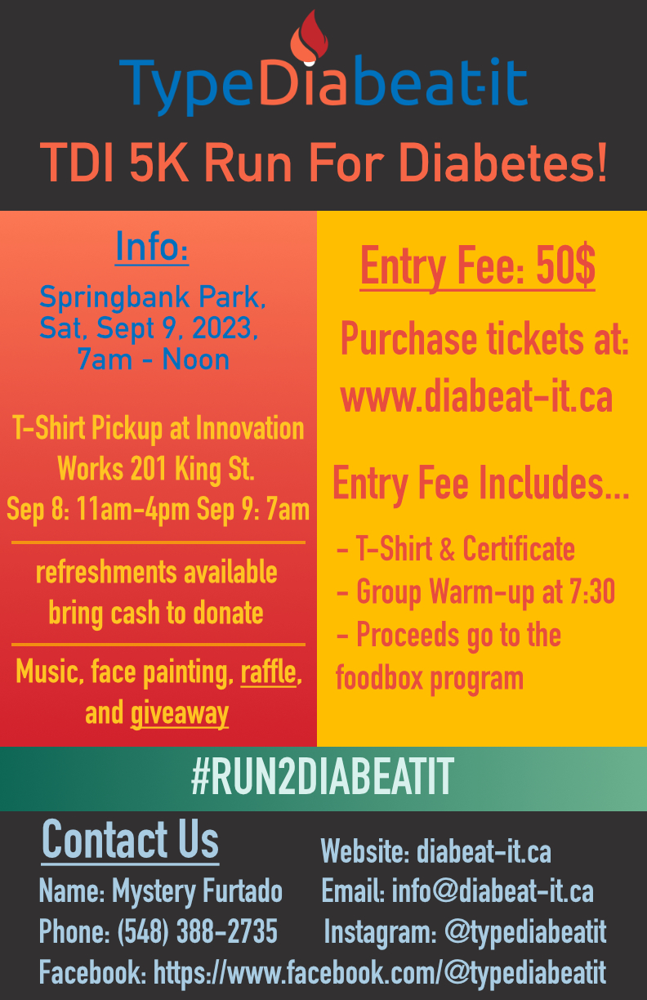 TypeDiabeat-it
TDI 5K Run For Diabetes!
Info:
Springbank Park,
Sat, Sept 9, 2023,
7am - Noon
T-Shirt Pickup at Innovation
Works 201 King St.
Sep 8: 11am-4pm Sep 9: 7am
refreshments available
bring cash to donate
Music, face painting, raffle,
and giveaway
Entry Fee: 50$
Purchase tickets at:
www.diabeat-it.ca
Entry Fee Includes...
- T-Shirt & Certificate
- Group Warm-up at 7:30
- Proceeds go to the
foodbox program
#RUN2DIABEATIT
Contact Us
Name: Mystery Furtado
Phone: (548) 388-2735
Website: diabeat-it.ca
Email: info@diabeat-it.ca
Instagram: @typediabeatit
Facebook: https://www.facebook.com/@typediabeatit